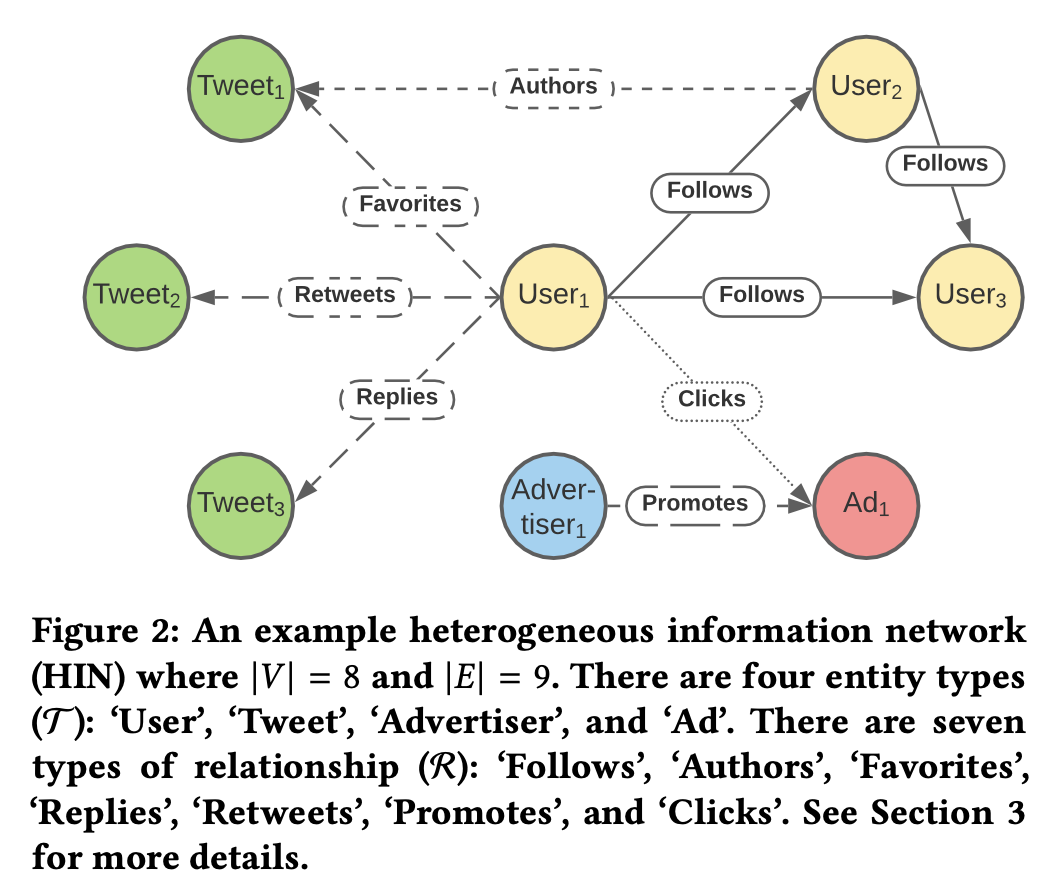 Tweet1
Authors
User2
Follows
Favorites
Follows
Tweet2
Retweets
User1
Follows
User3
Replies
Clicks
Tweet3
Adver-
tiser1
Promotes
Ad1
Figure 2: An example heterogeneous information network
(HIN) where |V| = 8 and |E| = 9. There are four entity types
(𝒯): ‘User’, ‘Tweet’, ‘Advertiser’, and ‘Ad’. There are seven
types of relationship (ℛ): ‘Follows’, ‘Authors’, ‘Favorites’,
‘Replies’, ‘Retweets’, ‘Promotes’, and ‘Clicks’. See Section 3
for more details.